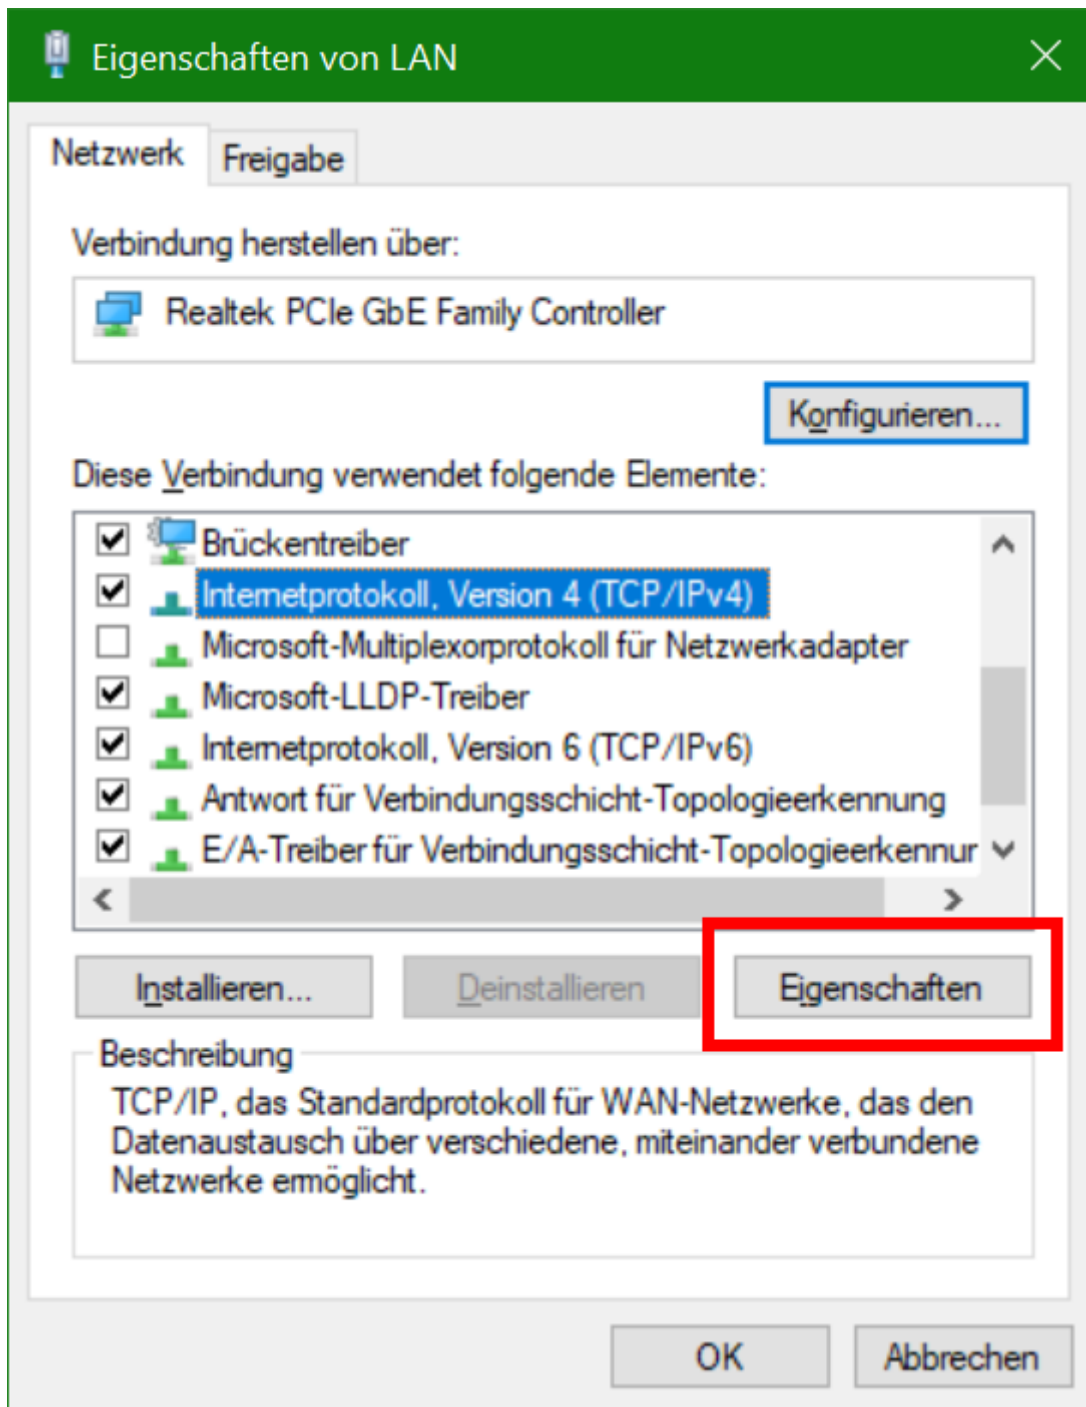 Eigenschaften von LAN
Netzwerk
Freigabe
Verbindung herstellen über:
Realtek PCIe GbE Family Controller
Konfigurieren...
Diese Verbindung verwendet folgende Elemente:
Brückentreiber
Internetprotokoll, Version 4 (TCP/IPv4)
Microsoft-Multiplexorprotokoll für Netzwerkadapter
Microsoft-LLDP-Treiber
Internetprotokoll, Version 6 (TCP/IPv6)
Antwort für Verbindungsschicht-Topologieerkennung
E/A-Treiber für Verbindungsschicht-Topologieerkennur
Installieren...
Deinstallieren
Eigenschaften
Beschreibung
TCP/IP, das Standardprotokoll für WAN-Netzwerke, das den
Datenaustausch über verschiedene, miteinander verbundene
Netzwerke ermöglicht.
OK
Abbrechen